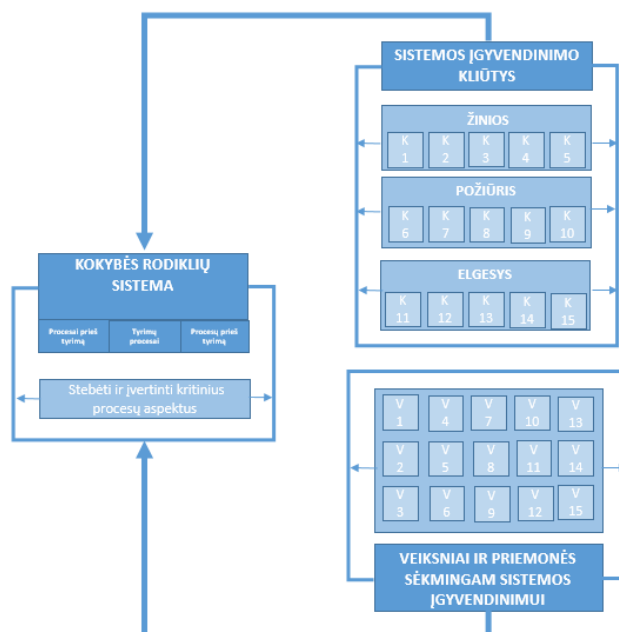 SISTEMOS ĮGYVENDINIMO
KLIŪTYS
ŽINIOS
K K K K K
1 2 3 4 5
POŽIŪRIS
K K K K K
6 7 8 9 10
ELGESYS
K K K K K
11 12 13 14 15
KOKYBĖS RODIKLIŲ
SISTEMA
Procesai prieš Tyrimų Procesų prieš
tyrimą procesai tyrimą
Stebėti ir įvertinti kritinius
procesų aspektus
V V V V V
1 4 7 10 13
V V V V V
2 5 8 11 14
V V V V V
3 6 9 12 15
VEIKSNIAI IR PRIEMONĖS
SĖKMINGAM SISTEMOS
ĮGYVENDINIMUI